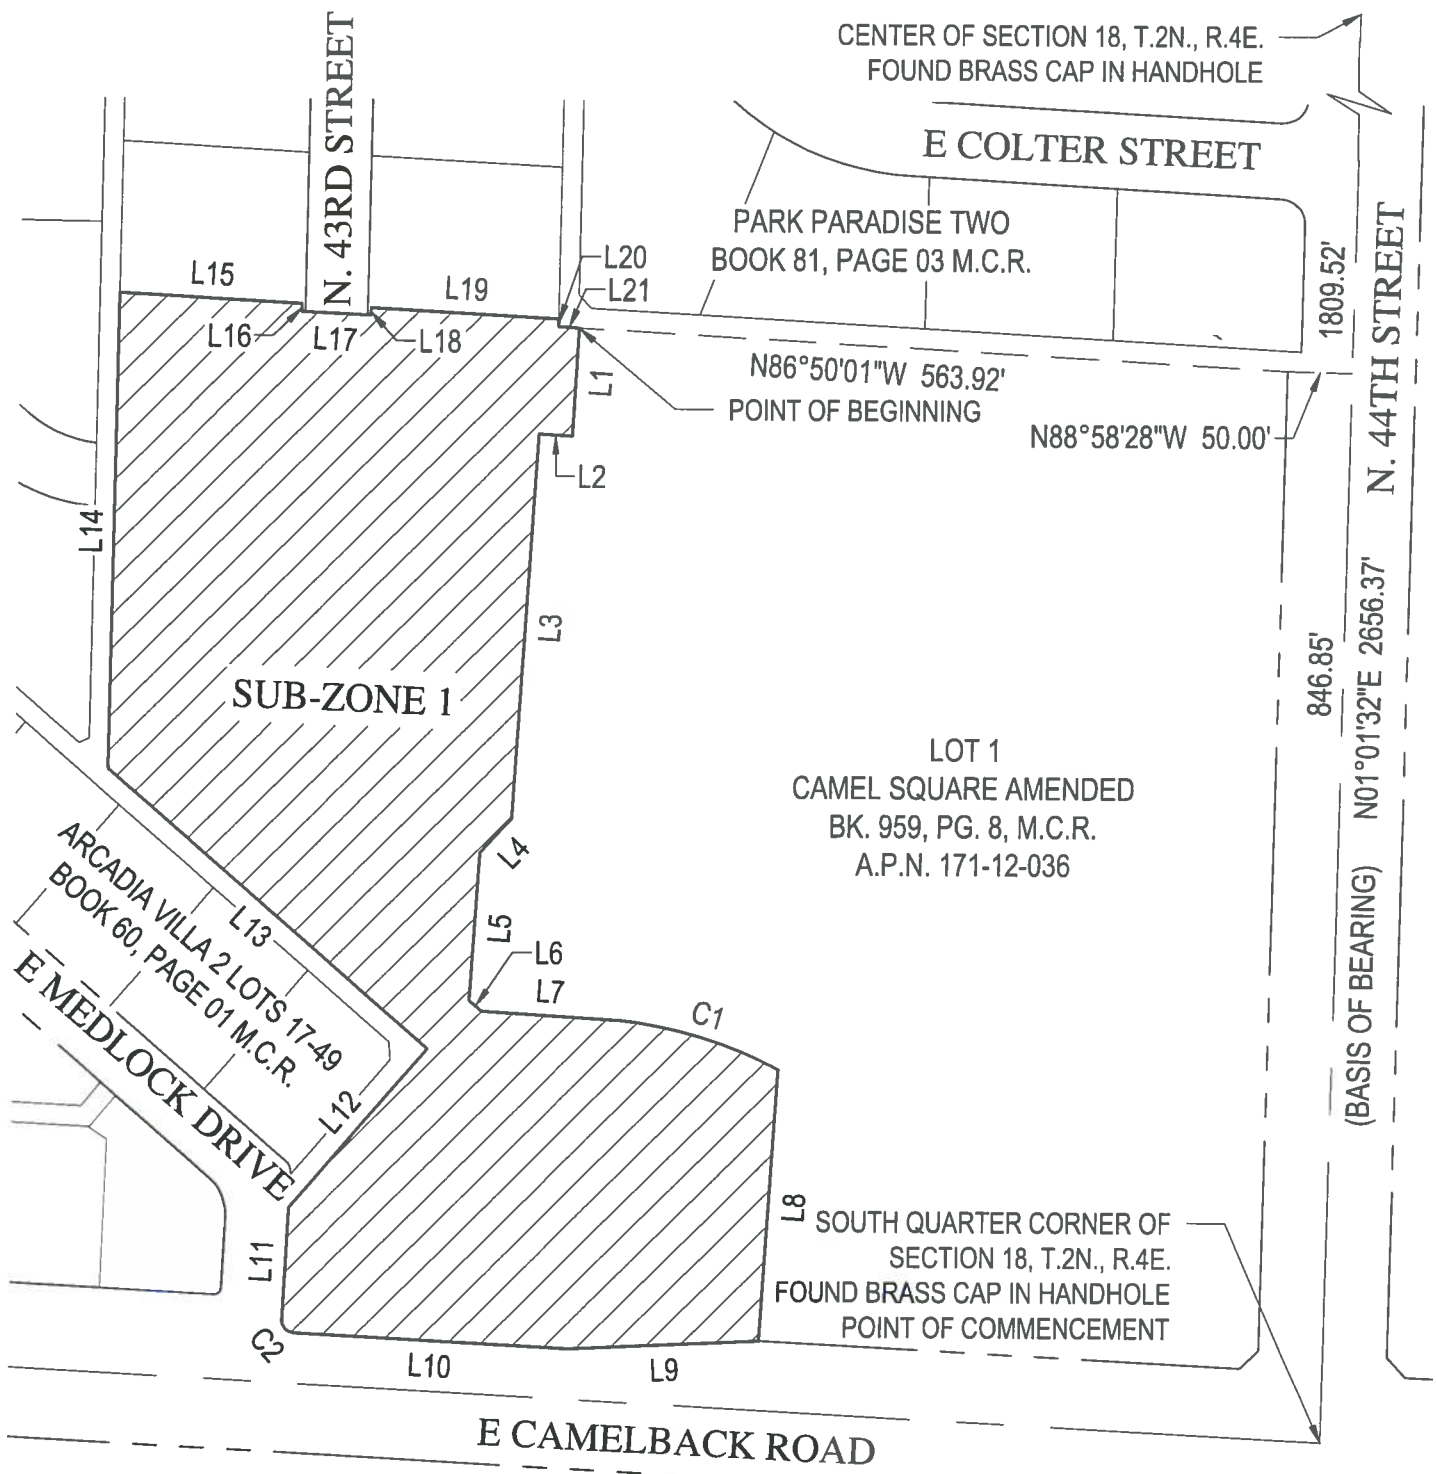 CENTER OF SECTION 18, T.2N., R.4E.
FOUND BRASS CAP IN HANDHOLE
N. 43RD STREET
E COLTER STREET
PARK PARADISE TWO
BOOK 81, PAGE 03 M.C.R.
L20
L21
L15
L19
L16
L17
L18
1809.52'
N. 44TH STREET
N86°50'01"W 563.92'
POINT OF BEGINNING
L1
N88°58'28"W 50.00'
L2
L14
L3
SUB-ZONE 1
846.85'
N01°01'32"E 2656.37'
(BASIS OF BEARING)
LOT 1
CAMEL SQUARE AMENDED
BK. 959, PG. 8, M.C.R.
A.P.N. 171-12-036
L4
ARCADIA VILLA 2 LOTS 17-49
BOOK 60, PAGE 01 M.C.R.
L13
L5
L6
L7
C1
E MEDLOCK DRIVE
L12
L8
SOUTH QUARTER CORNER OF
SECTION 18, T.2N., R.4E.
FOUND BRASS CAP IN HANDHOLE
POINT OF COMMENCEMENT
L11
C2
L10
L9
E CAMELBACK ROAD